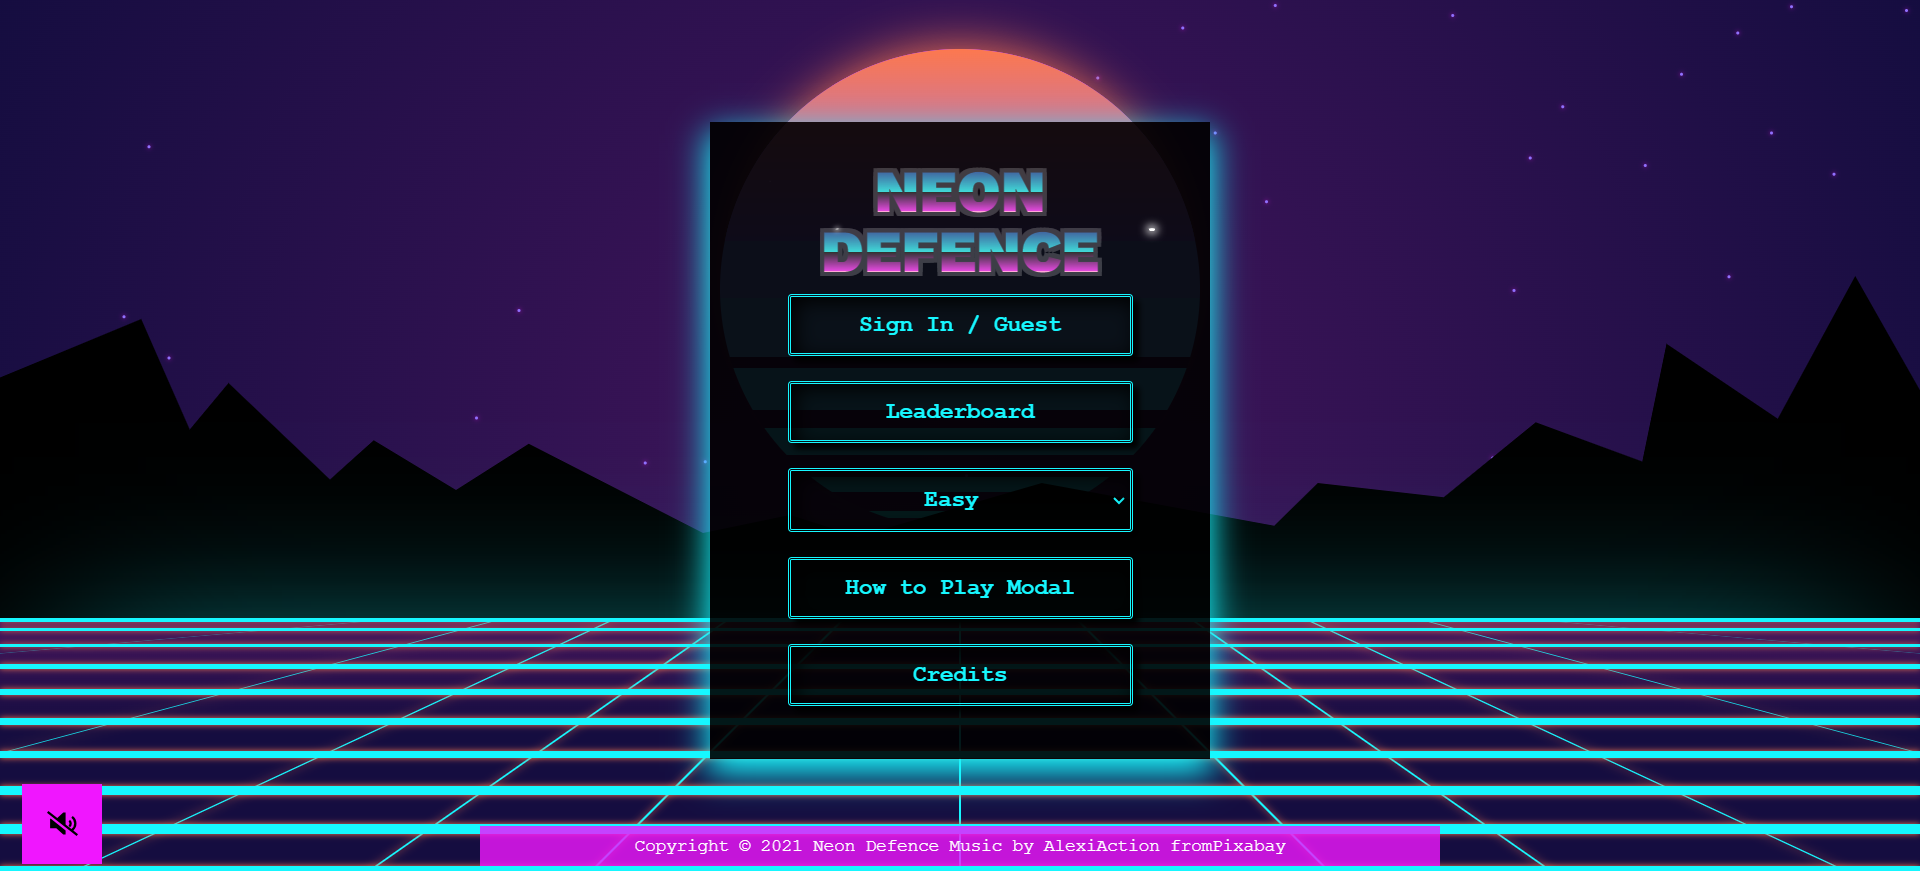 NEON
DEFENCE
Sign In / Guest
Leaderboard
Easy
How to Play Modal
Credits
Copyright © 2021 Neon Defence Music by AlexiAction fromPixabay